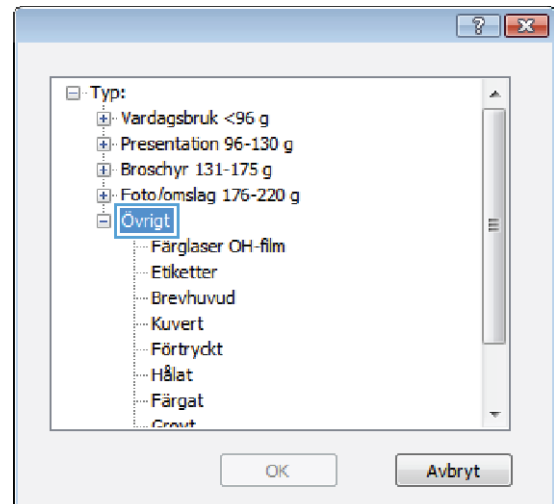 Typ:
Vardagsbruk <96 g
Presentation 96-130 g
Broschyr 131-175 g
Foto/omslag 176-220 g
Övrigt
Färglaser OH-film
Etiketter
Brevhuvud
Kuvert
Förtryckt
Hålat
Färgat
OK Avbryt